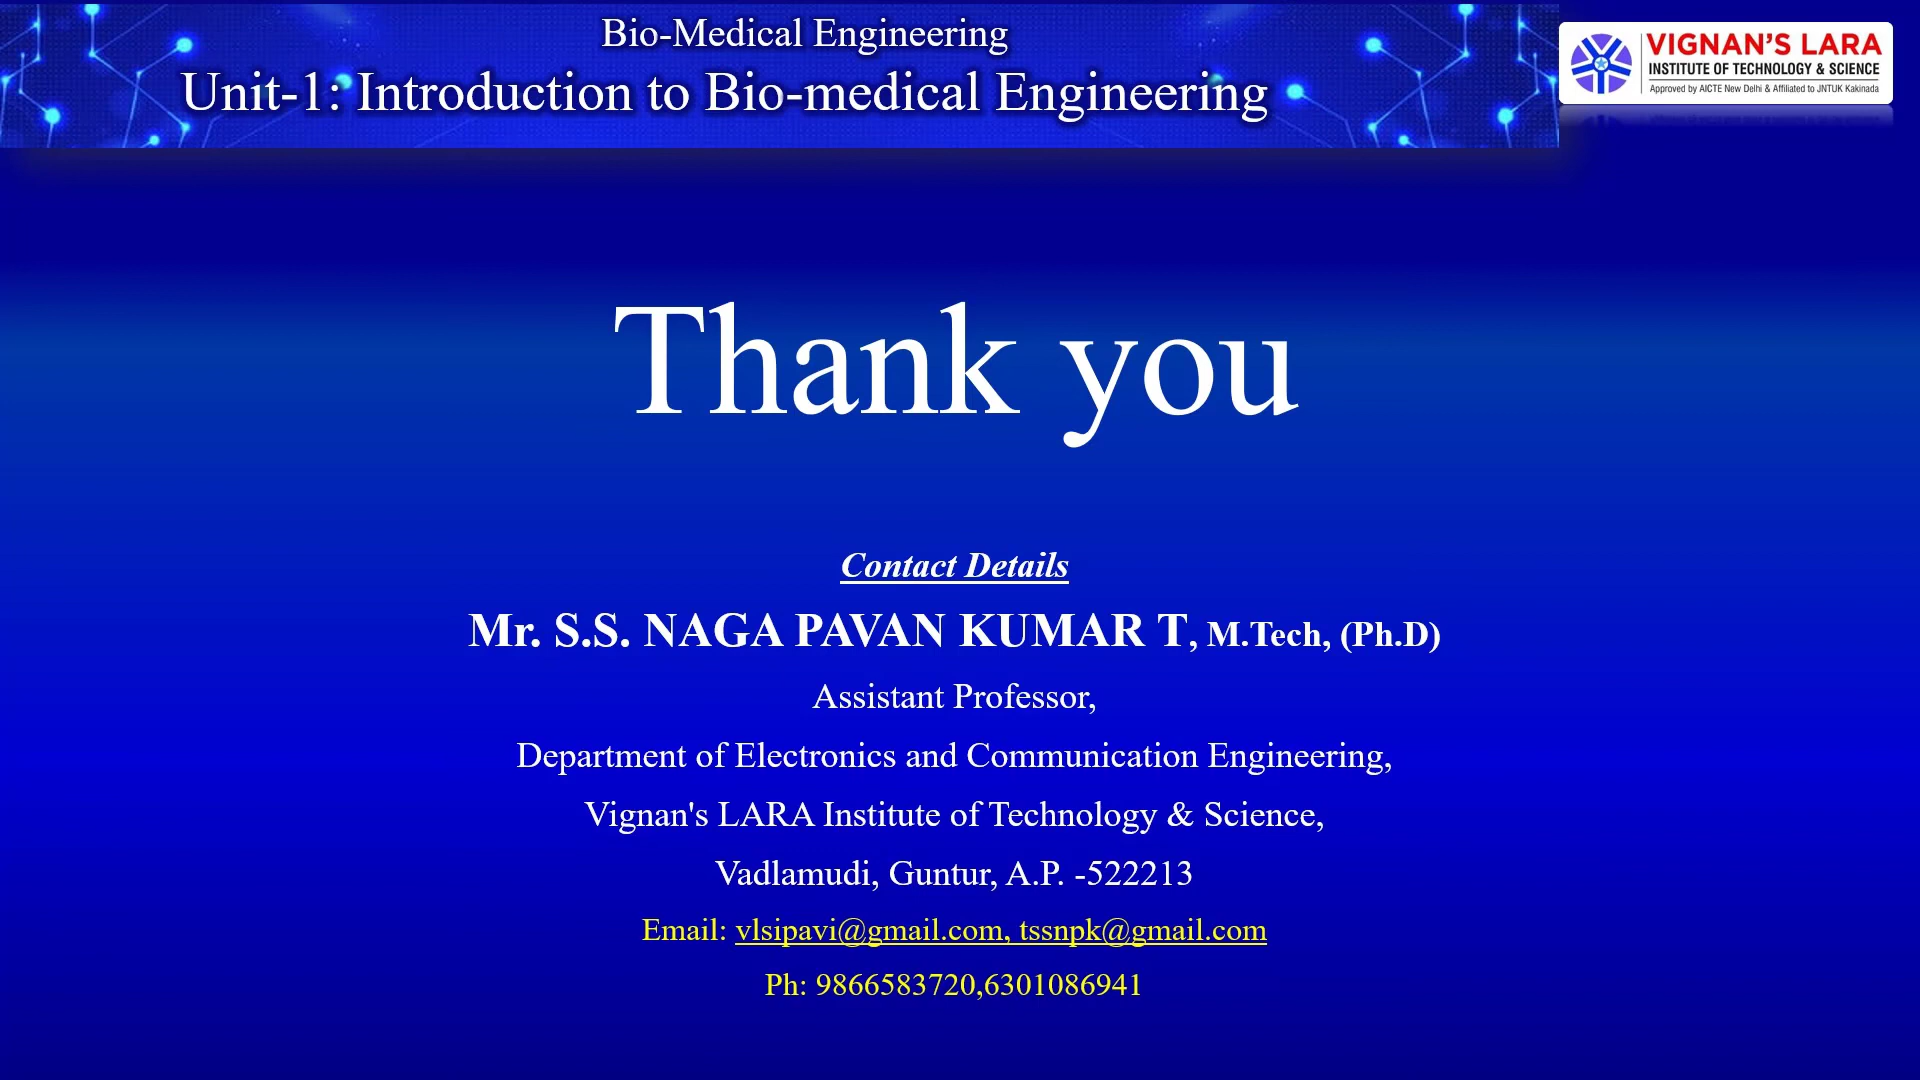 Bio-Medical Engineering
Unit-1: Introduction to Bio-medical Engineering
VIGNAN'S LARA
INSTITUTE OF TECHNOLOGY & SCIENCE
Approved by AICTE New Delhi & Affiliated to JNTUK Kakinada
Thank you
Contact Details
Mr. S.S. NAGA PAVAN KUMAR T, M.Tech, (Ph.D)
Assistant Professor,
Department of Electronics and Communication Engineering,
Vignan's LARA Institute of Technology & Science,
Vadlamudi, Guntur, A.P. -522213
Email: vlsipavi@gmail.com, tssnpk@gmail.com
Ph: 9866583720,6301086941